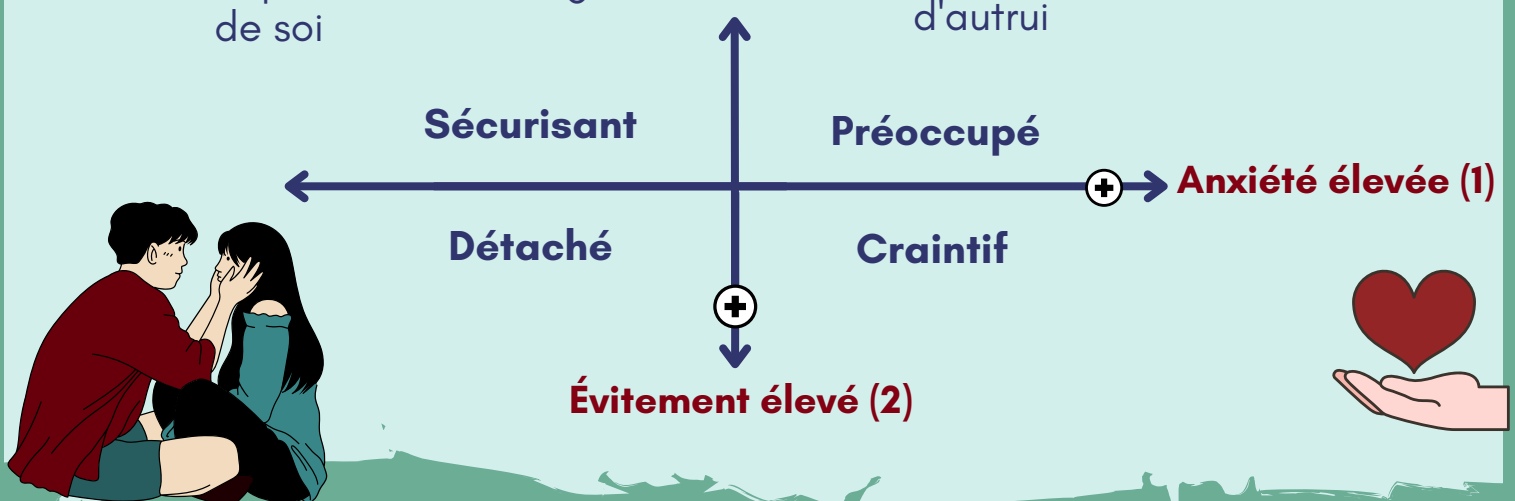 de soi
d'autrui
Sécurisant
Préoccupé
Anxiété élevée (1)
Détaché
Craintif
Évitement élevé (2)